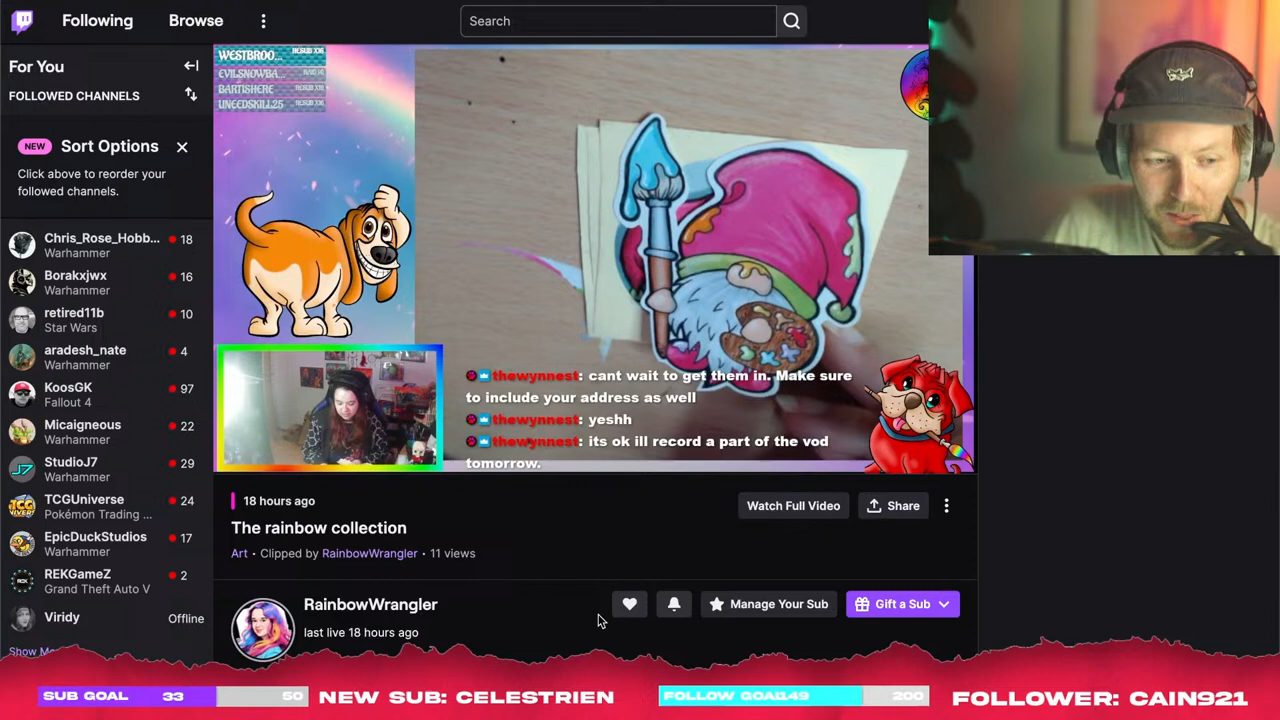 Following
Browse
Search
For You
FOLLOWED CHANNELS
NEW
Sort Options
Click above to reorder your
followed channels.
Chris_Rose_Hobb... 18
Warhammer
Borakxjwx 16
Warhammer
retired11b 10
Star Wars
aradesh_nate 4
Warhammer
KoosGK 97
Fallout 4
Micaigneous 22
Warhammer
StudioJ7 29
Warhammer
TCGUniverse 24
Pokémon Trading ...
EpicDuckStudios 17
Warhammer
REKGameZ 2
Grand Theft Auto V
Viridy Offline
WESTBROO...
EVILSNOWBA...
BARTISHERE
UNEEDSKILL25
thewynnest: cant wait to get them in. Make sure
to include your address as well
thewynnest: yeshh
thewynnest: its ok ill record a part of the vod
tomorrow.
18 hours ago
The rainbow collection
Art • Clipped by RainbowWrangler • 11 views
Watch Full Video
Share
RainbowWrangler
last live 18 hours ago
Manage Your Sub
Gift a Sub
SUB GOAL 33 50
NEW SUB: CELESTRIEN
FOLLOW GOAL 149 200
FOLLOWER: CAIN921